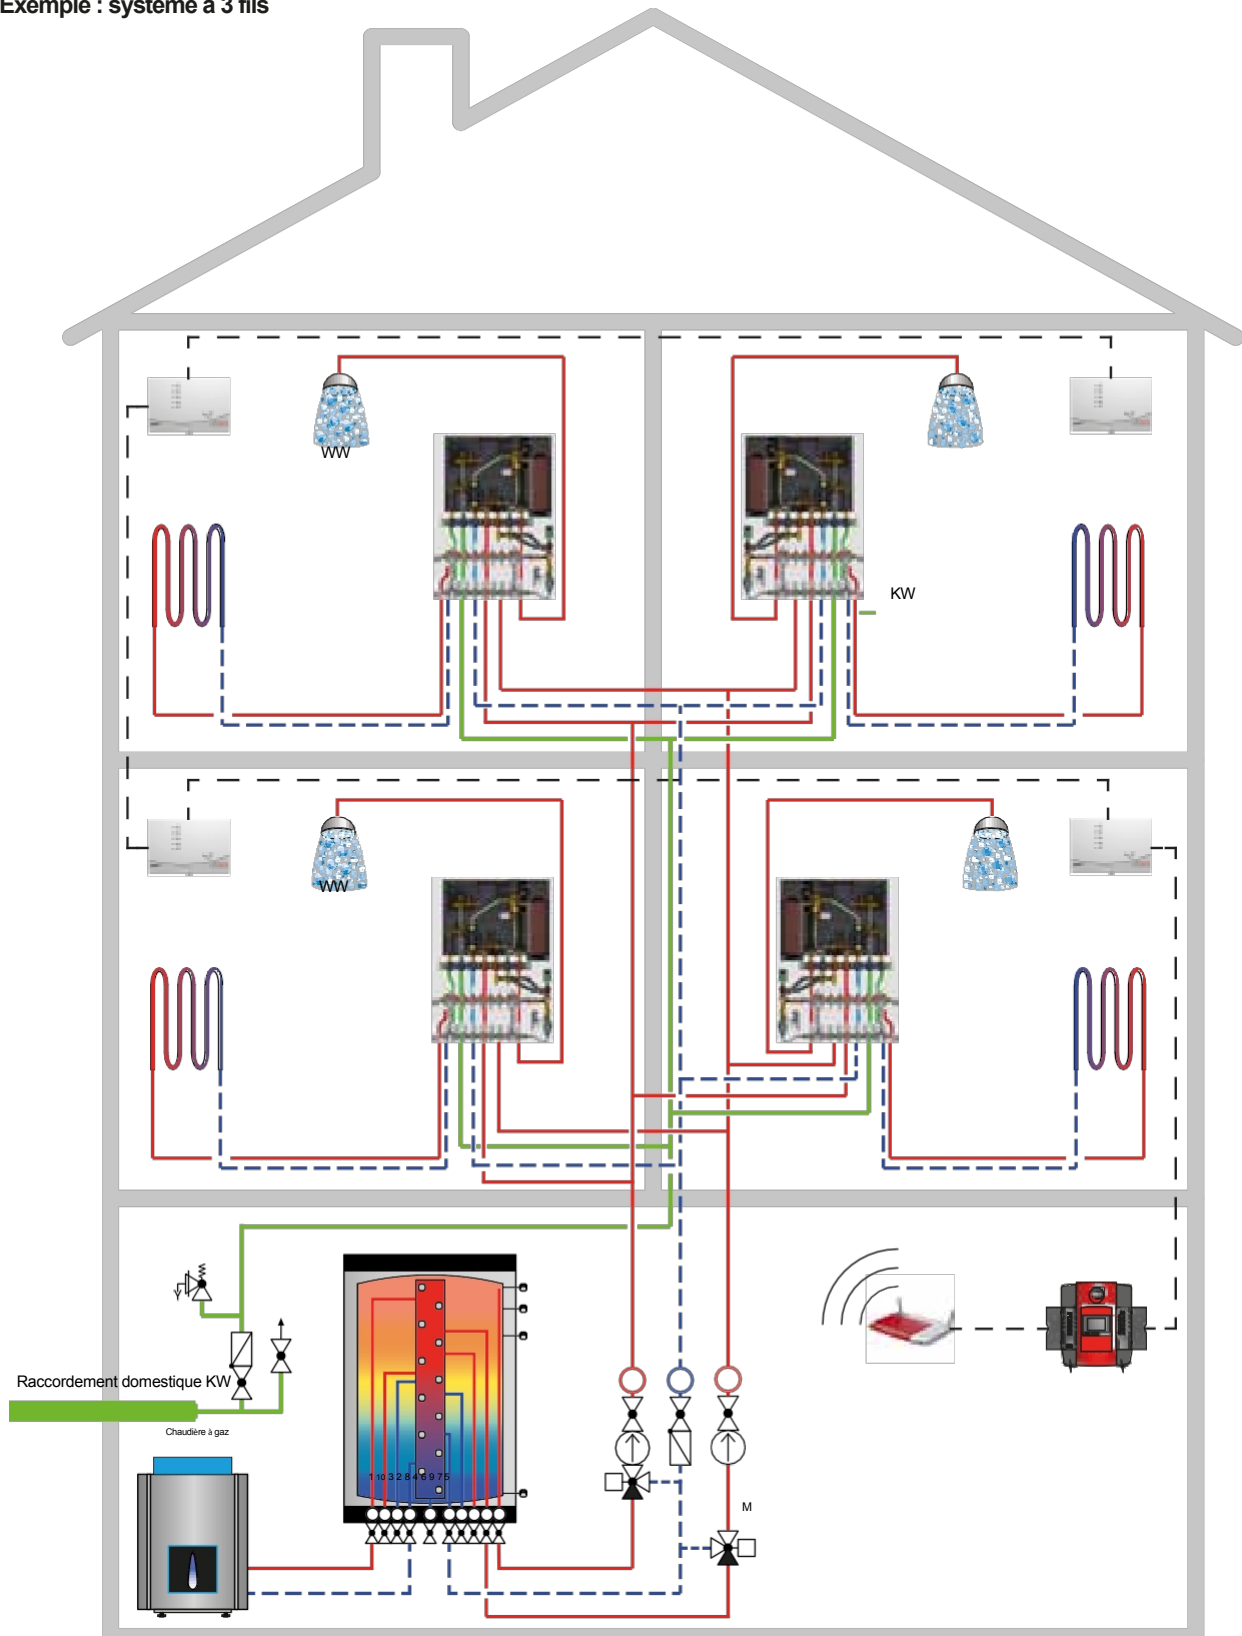 Exemple : système à 3 fils
WW
KW
WW
Raccordement domestique KW
Chaudière à gaz
1 10 3 2 8 4 6 9 7 5
M